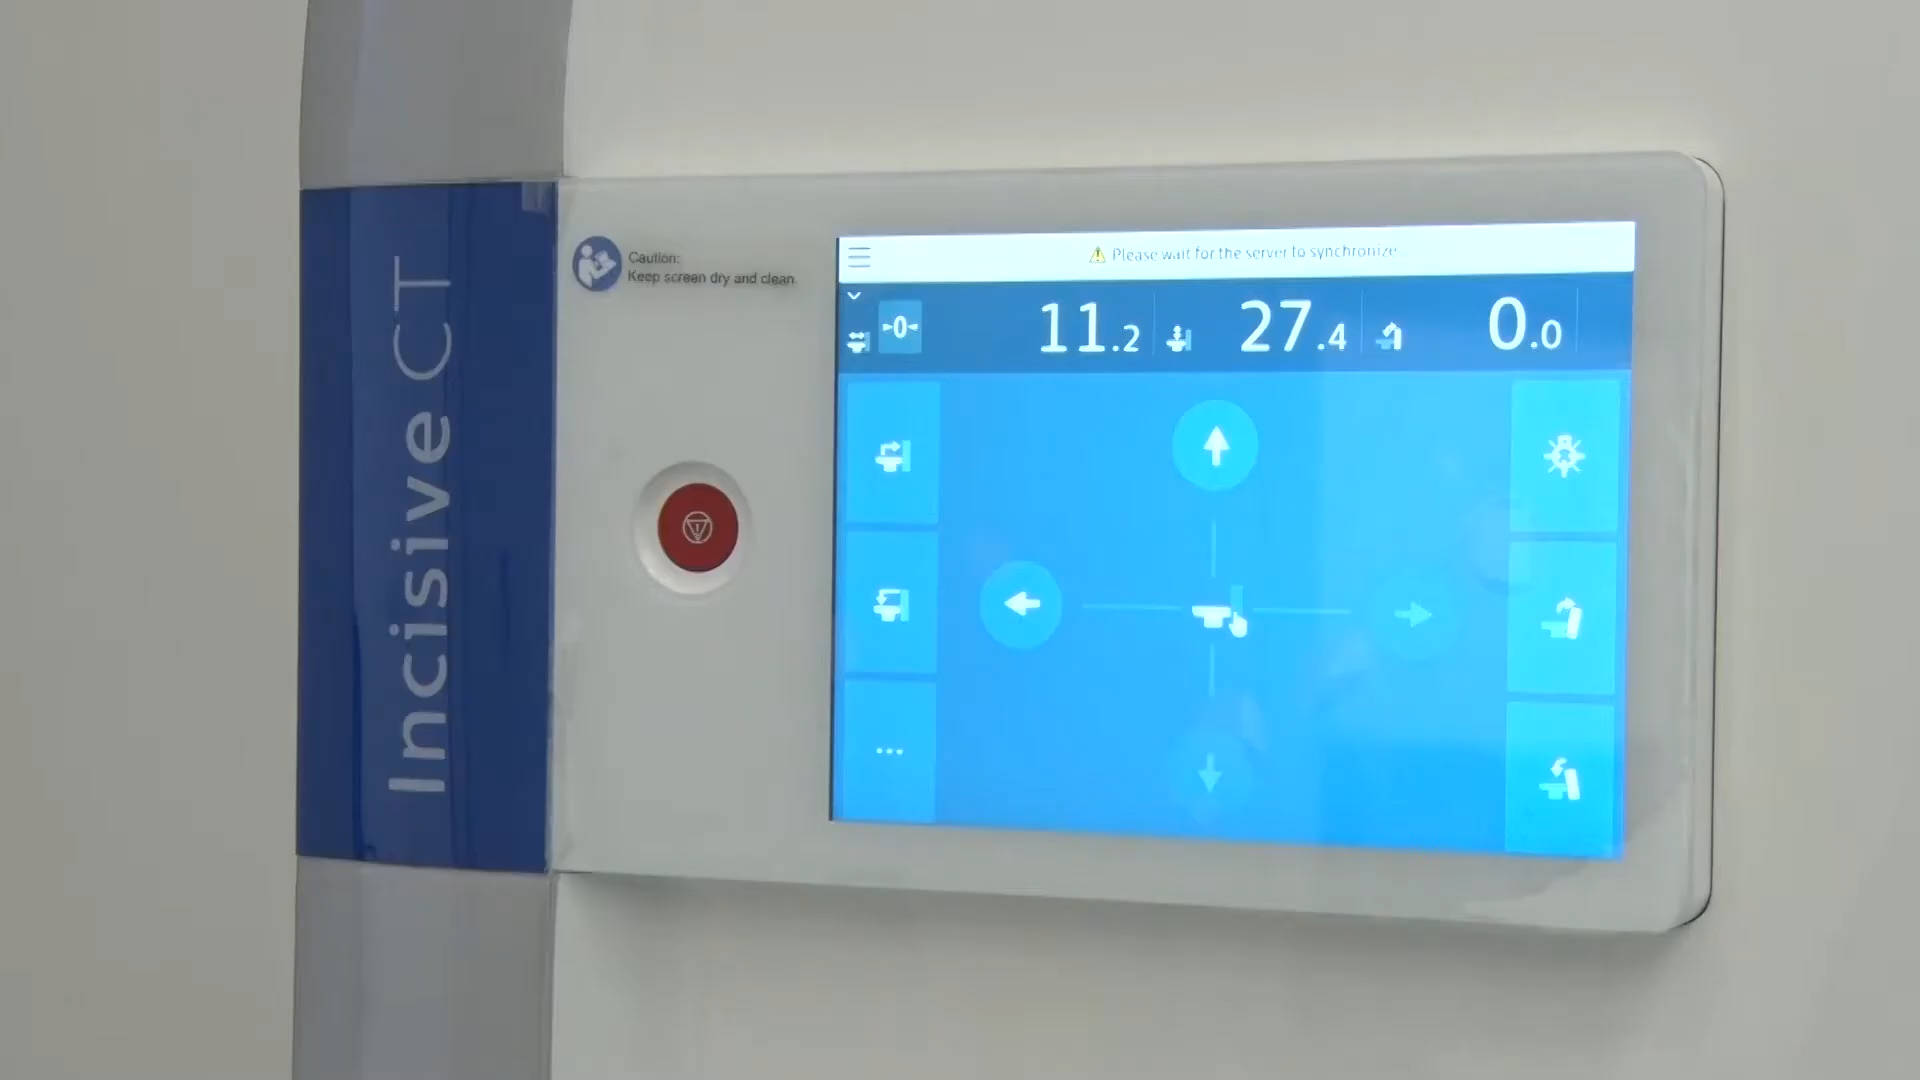 Incisive CT
Caution:
Keep screen dry and clean.
Please wait for the server to synchronize
0 11.2 27.4 0.0
...